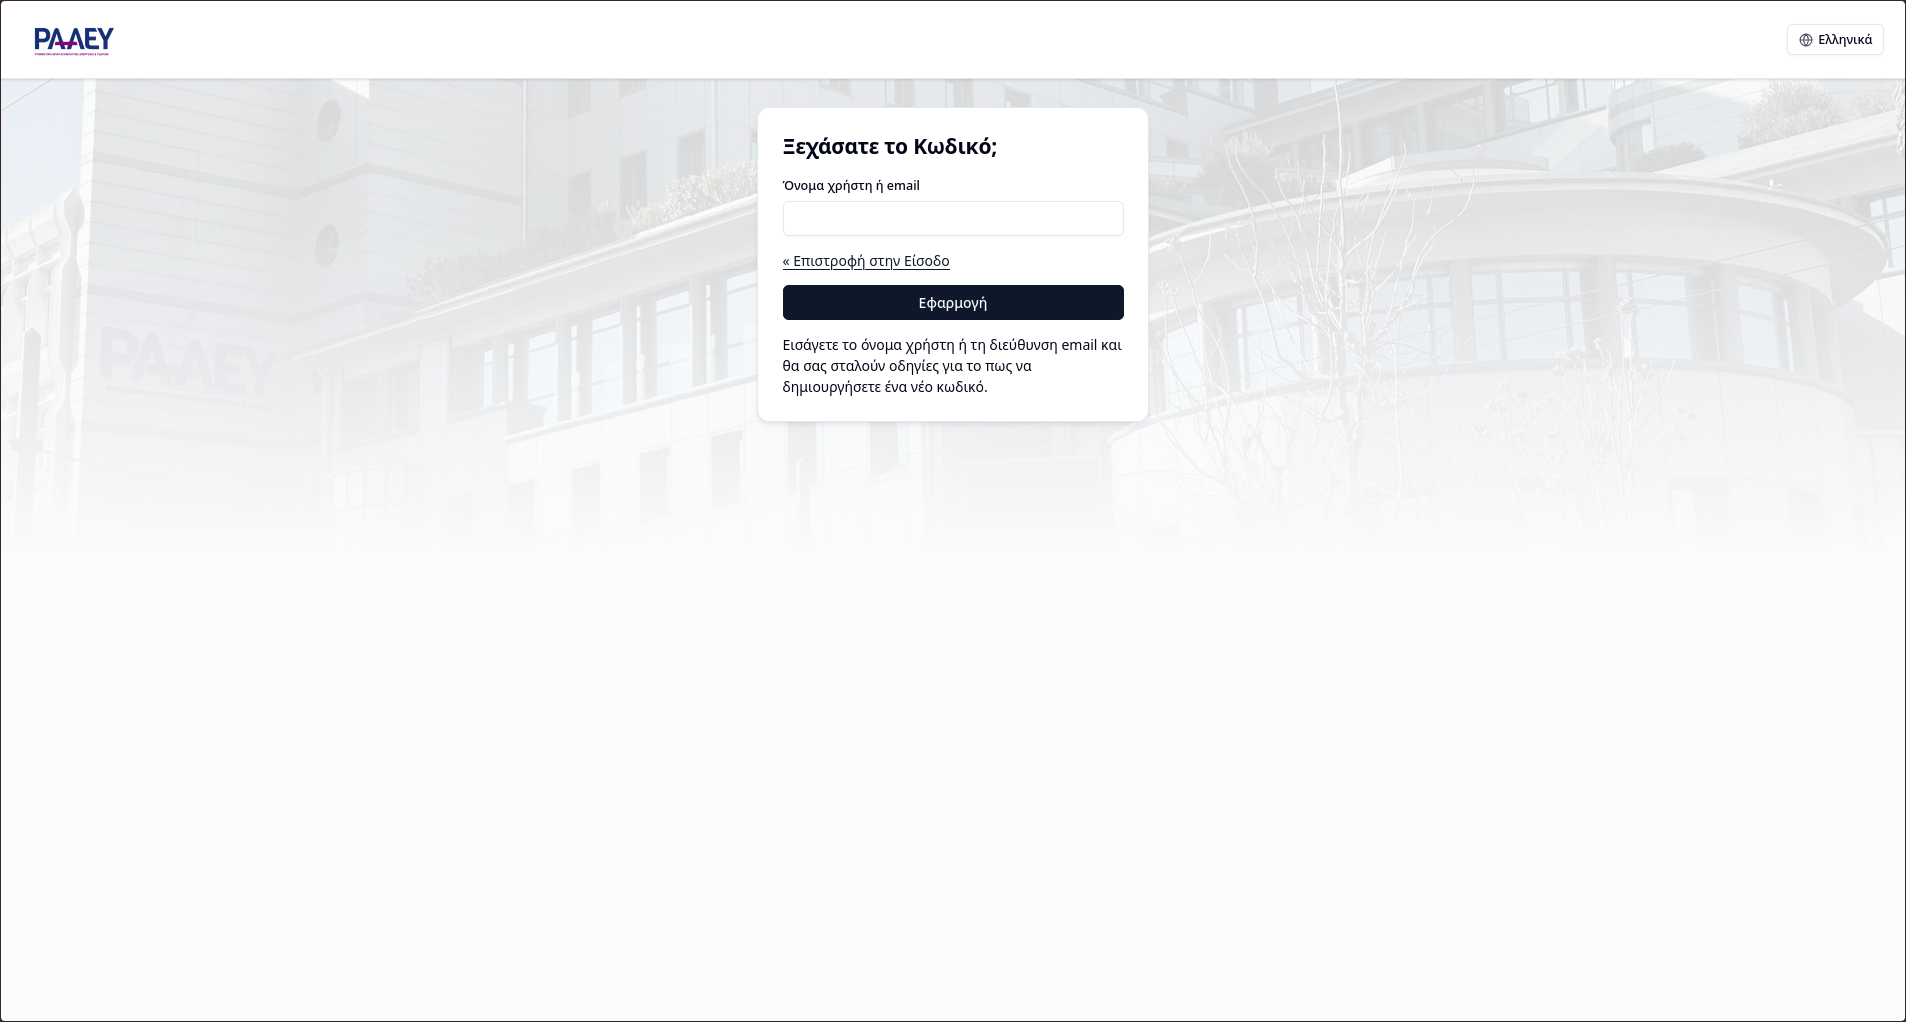 ΡΑΑΕΥ
Ελληνικά
Ξεχάσατε το Κωδικό;
Όνομα χρήστη ή email
« Επιστροφή στην Είσοδο
Εφαρμογή
Εισάγετε το όνομα χρήστη ή τη διεύθυνση email και
θα σας σταλούν οδηγίες για το πως να
δημιουργήσετε ένα νέο κωδικό.
ΡΑΑΕΥ